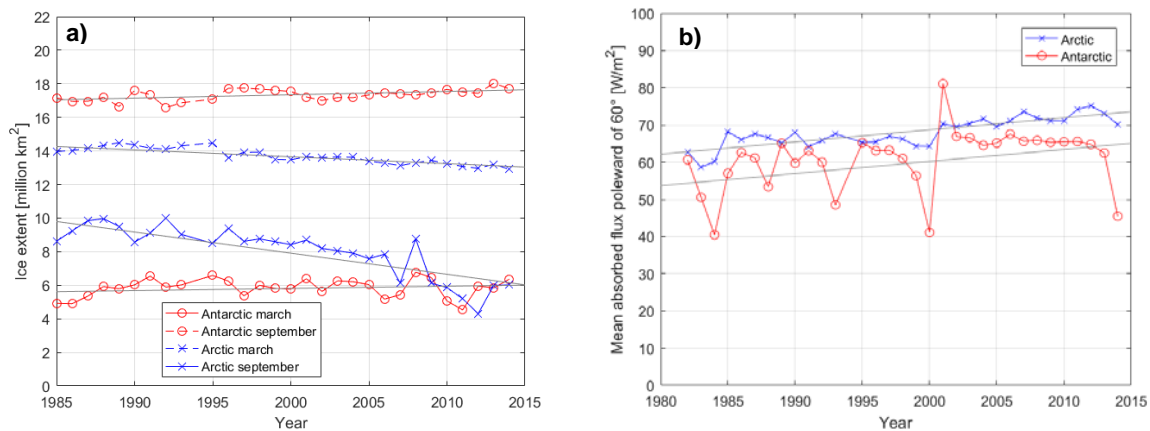 a)
Ice extent [million km²]
22
20
18
16
14
12
10
8
6
4
2
0
Antarctic march
Antarctic september
Arctic march
Arctic september
1985 1990 1995 2000 2005 2010 2015
Year
b)
Mean absorbed flux poleward of 60° [W/m²]
100
90
80
70
60
50
40
30
20
10
0
Arctic
Antarctic
1980 1985 1990 1995 2000 2005 2010 2015
Year